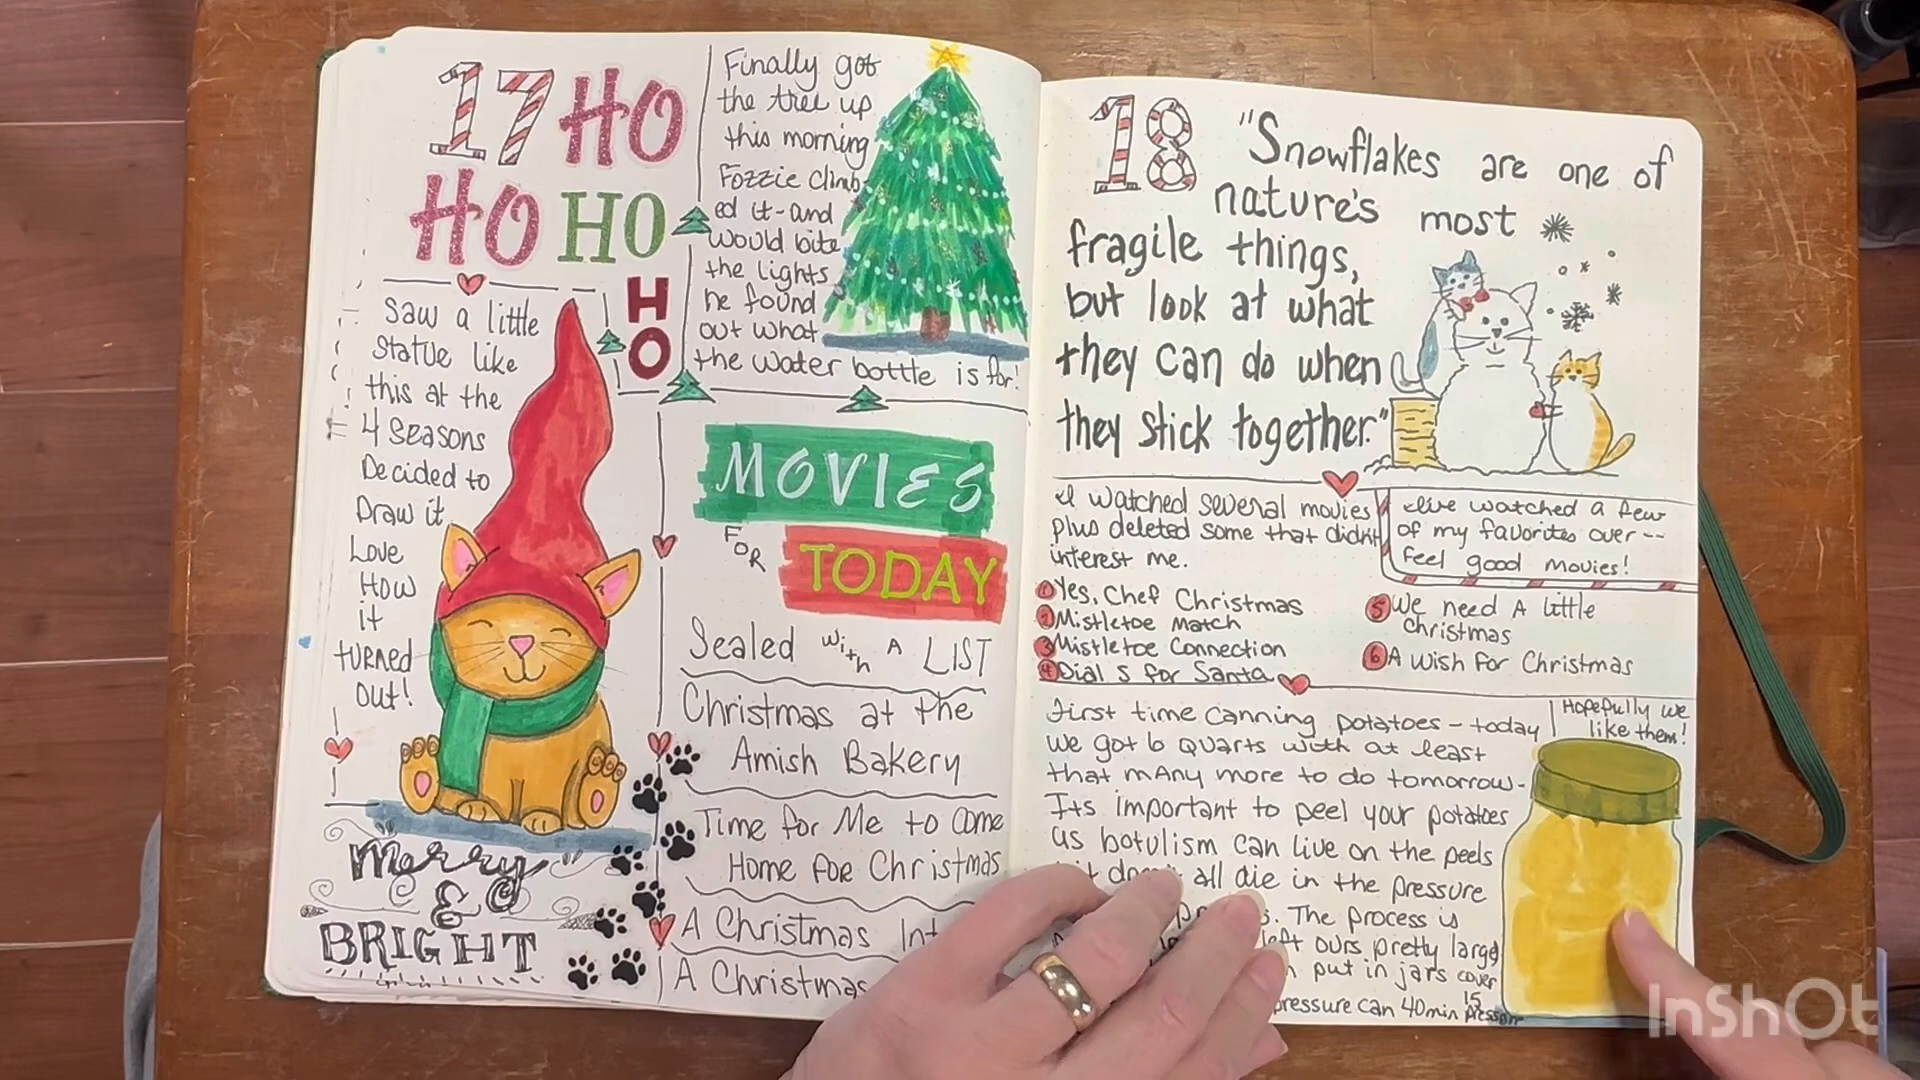 17 HO
HO HO
HO
Saw a little
statue like
this at the
4 seasons
Decided to
Draw it
Love
How
it
turned
out!
Merry
&
BRIGHT
Finally got
the tree up
this morning
Fozzie climb-
ed it-and
would bite
the lights
he found
out what
the water bottle is for!
MOVIES
FOR
TODAY
Sealed with A LIST
Christmas at the
Amish Bakery
Time for Me to Come
Home for Christmas
A Christmas
A Christmas
18 "Snowflakes are one of
nature's most
fragile things,
but look at what
they can do when
they stick together."
I watched several movies
plus deleted some that didn't
interest me.
I've watched a few
of my favorites over --
feel good movies!
1 Yes, Chef Christmas
2 Mistletoe Match
3 Mistletoe Connection
4 Dial S for Santa
5 We need A little
Christmas
6 A Wish For Christmas
First time canning potatoes - today
we got 6 quarts with at least
that many more to do tomorrow-
Its important to peel your potatoes
as botulism can live on the peels
all die in the pressure
The process is
left ours pretty large
put in jars cover
pressure can 40 min 15
Hopefully we
like them!
InShOt